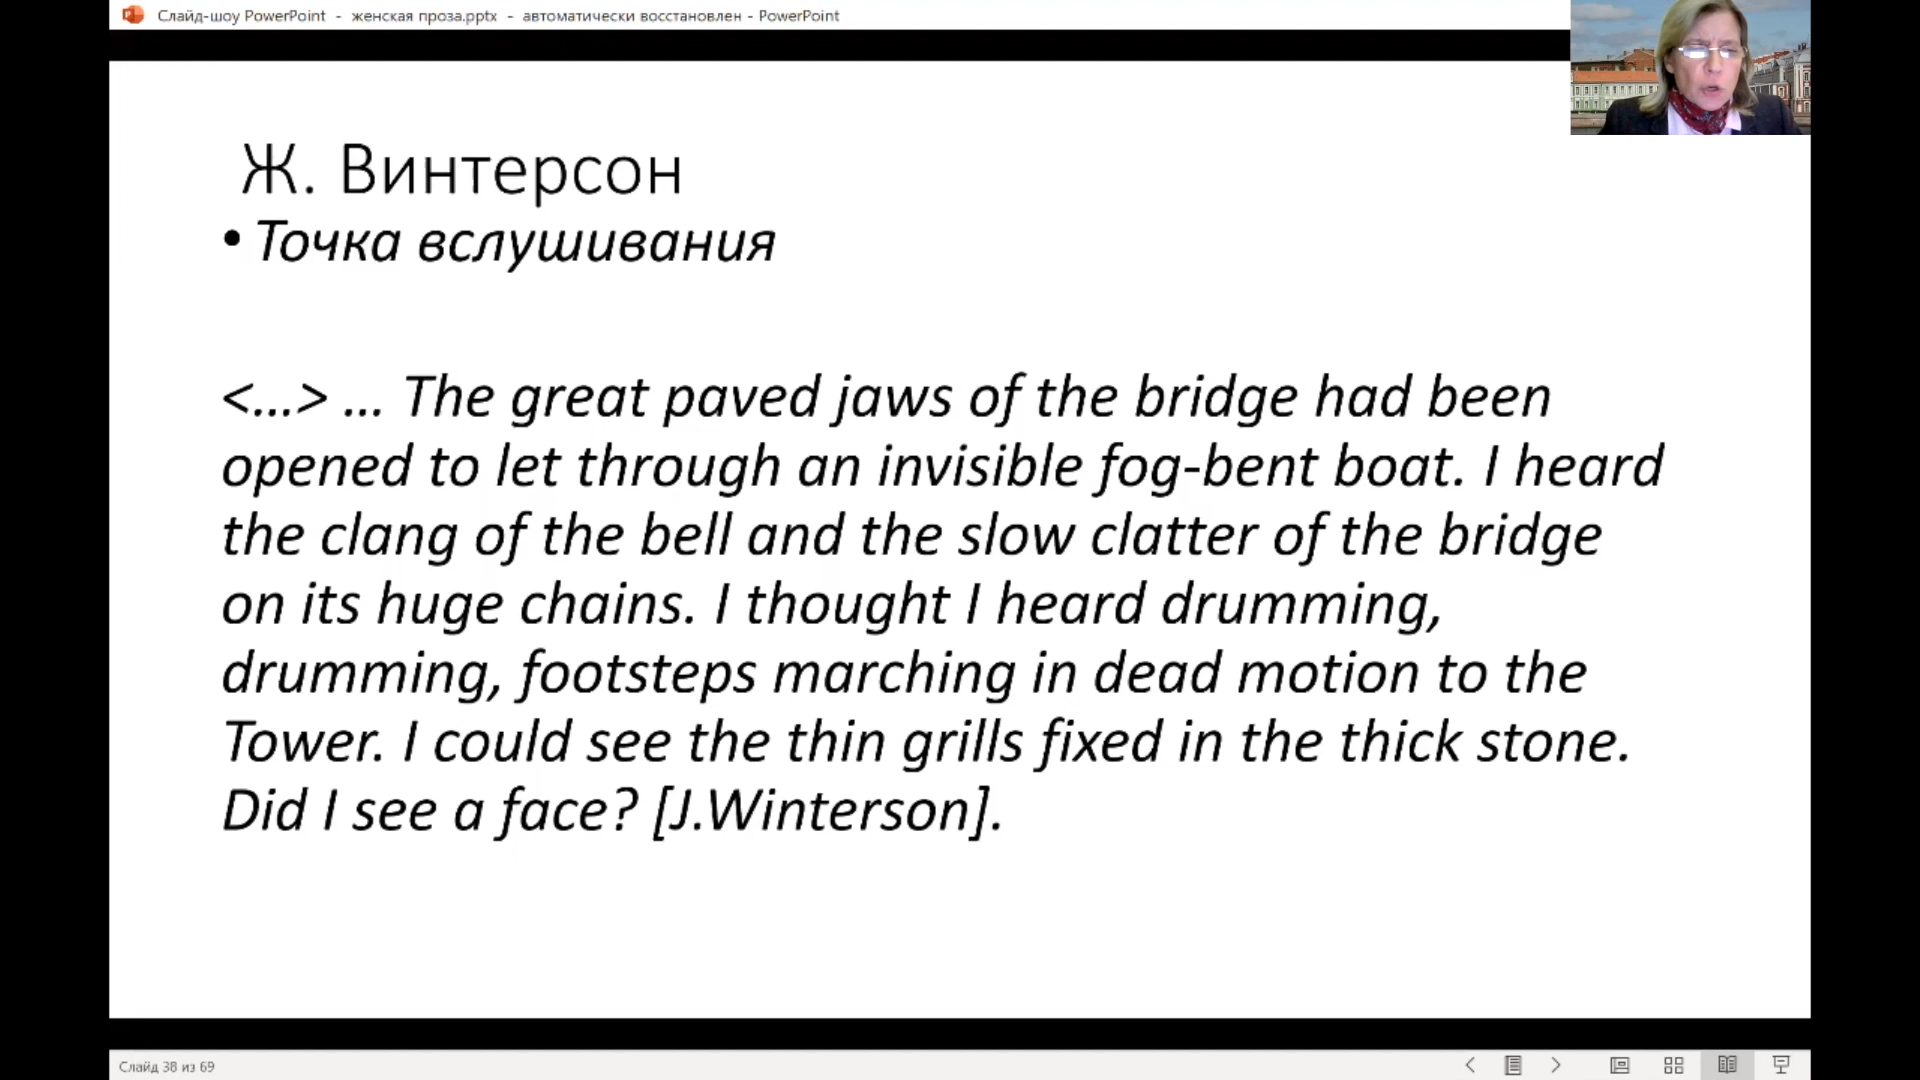 Слайд-шоу PowerPoint - женская проза.pptx - автоматически восстановлен - PowerPoint
Ж. Винтерсон
• Точка вслушивания
<...> ... The great paved jaws of the bridge had been
opened to let through an invisible fog-bent boat. I heard
the clang of the bell and the slow clatter of the bridge
on its huge chains. I thought I heard drumming,
drumming, footsteps marching in dead motion to the
Tower. I could see the thin grills fixed in the thick stone.
Did I see a face? [J.Winterson].
Слайд 38 из 69